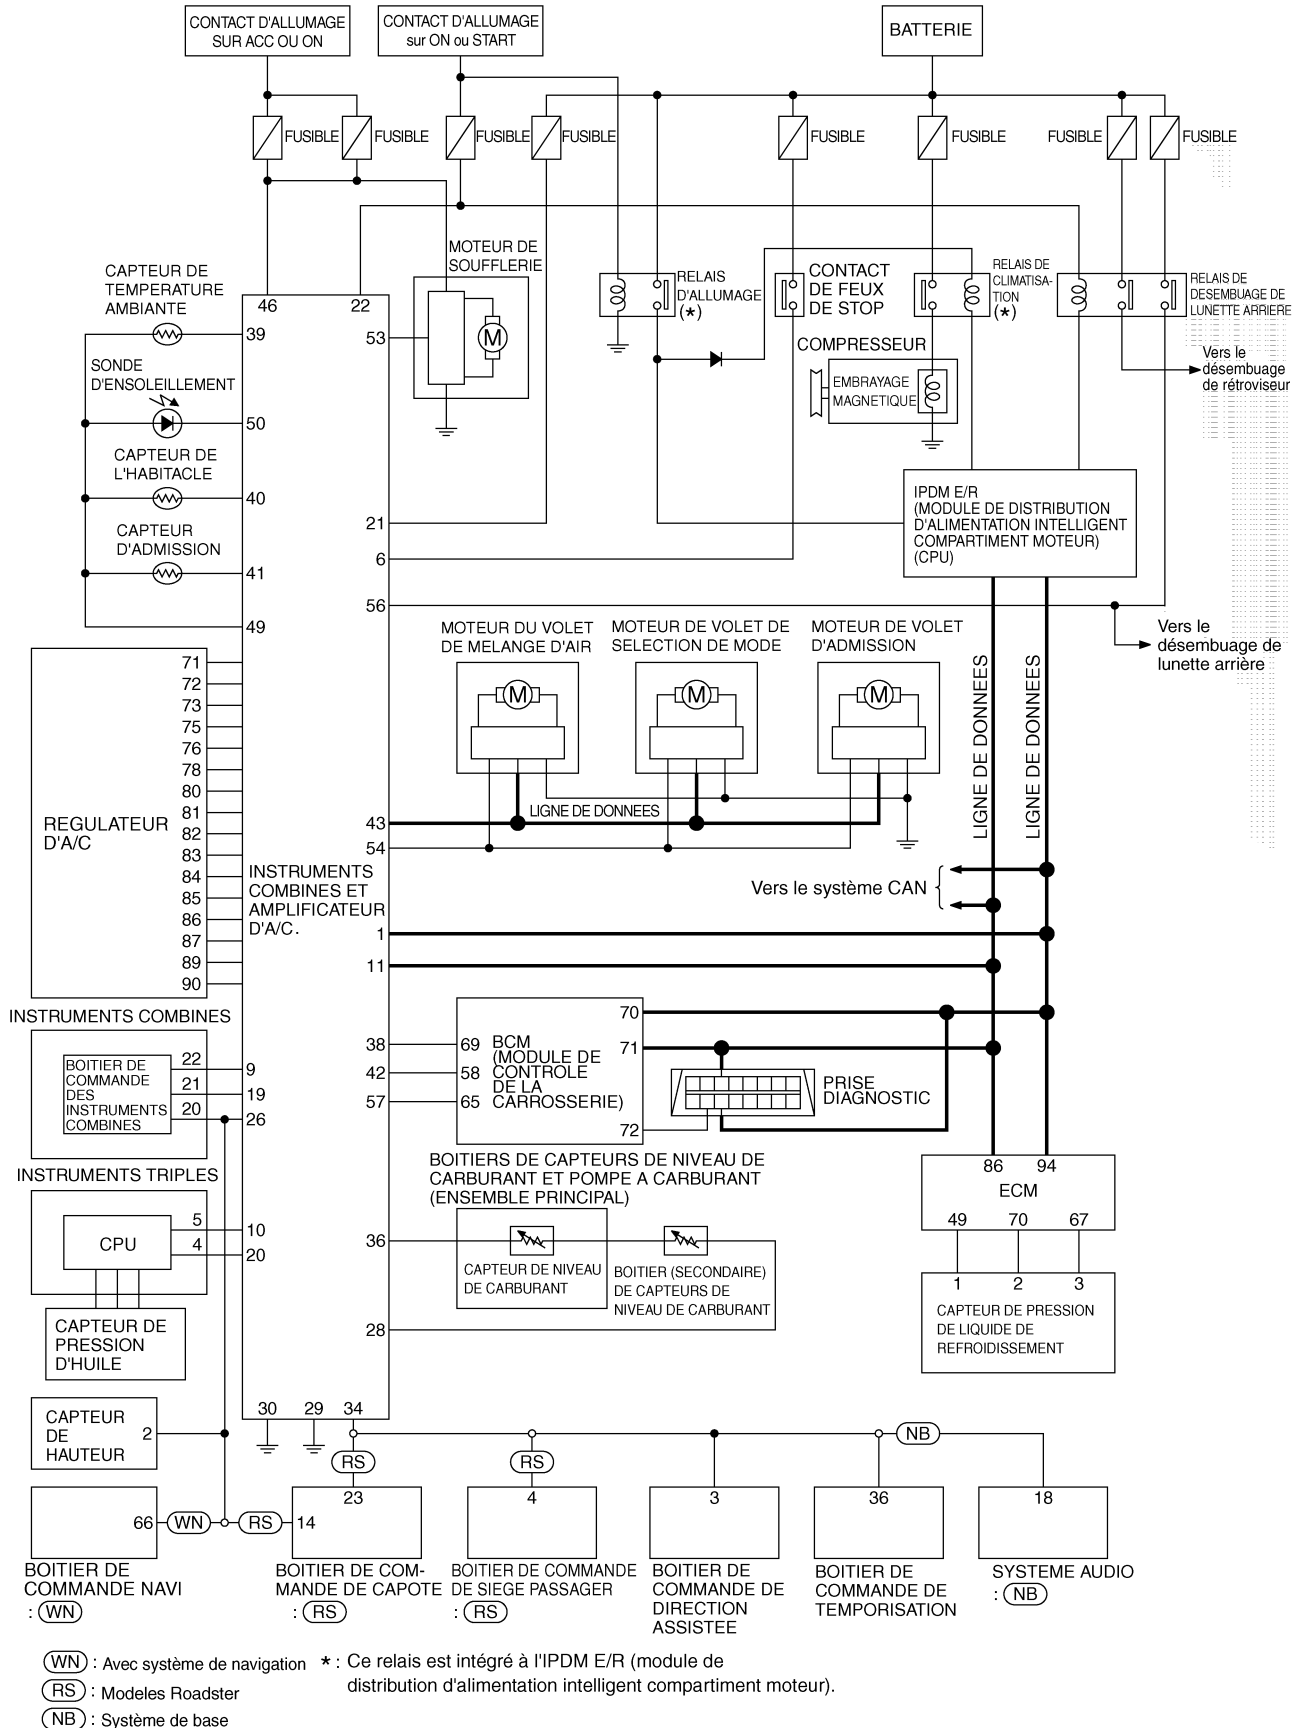 CONTACT D'ALLUMAGE
SUR ACC OU ON
CONTACT D'ALLUMAGE
sur ON ou START
BATTERIE
FUSIBLE
FUSIBLE
FUSIBLE
FUSIBLE
FUSIBLE
FUSIBLE
FUSIBLE
FUSIBLE
MOTEUR DE
SOUFFLERIE
M
RELAIS
D'ALLUMAGE
(*)
CONTACT
DE FEUX
DE STOP
RELAIS DE
CLIMATISA-
TION
(*)
RELAIS DE
DESEMBUAGE DE
LUNETTE ARRIERE
CAPTEUR DE
TEMPERATURE
AMBIANTE
46
22
39
53
SONDE
D'ENSOLEILLEMENT
50
COMPRESSEUR
EMBRAYAGE
MAGNETIQUE
Vers le
désembuage
de rétroviseur
CAPTEUR DE
L'HABITACLE
40
CAPTEUR
D'ADMISSION
41
49
21
6
56
IPDM E/R
(MODULE DE DISTRIBUTION
D'ALIMENTATION INTELLIGENT
COMPARTIMENT MOTEUR)
(CPU)
MOTEUR DU VOLET
DE MELANGE D'AIR
M
MOTEUR DE VOLET DE
SELECTION DE MODE
M
MOTEUR DE VOLET
D'ADMISSION
M
Vers le
désembuage de
lunette arrière
LIGNE DE DONNEES
LIGNE DE DONNEES
LIGNE DE DONNEES
REGULATEUR
D'A/C
71
72
73
75
76
78
80
81
82
83
84
85
86
87
89
90
43
54
INSTRUMENTS
COMBINES ET
AMPLIFICATEUR
D'A/C.
1
11
Vers le système CAN
INSTRUMENTS COMBINES
BOITIER DE
COMMANDE
DES
INSTRUMENTS
COMBINES
22
21
20
9
19
26
38
42
57
69
58
65
BCM
(MODULE DE
CONTROLE
DE LA
CARROSSERIE)
70
71
72
PRISE
DIAGNOSTIC
INSTRUMENTS TRIPLES
CPU
5
4
10
20
CAPTEUR DE
PRESSION
D'HUILE
BOITIERS DE CAPTEURS DE NIVEAU DE
CARBURANT ET POMPE A CARBURANT
(ENSEMBLE PRINCIPAL)
36
CAPTEUR DE NIVEAU
DE CARBURANT
BOITIER (SECONDAIRE)
DE CAPTEURS DE
NIVEAU DE CARBURANT
28
86
94
ECM
49
70
67
1
2
3
CAPTEUR DE PRESSION
DE LIQUIDE DE
REFROIDISSEMENT
30
29
34
CAPTEUR
DE
HAUTEUR
2
NB
RS
RS
66
WN
RS
14
23
4
3
36
18
BOITIER DE
COMMANDE NAVI
: WN
BOITIER DE COM-
MANDE DE CAPOTE
: RS
BOITIER DE COMMANDE
DE SIEGE PASSAGER
: RS
BOITIER DE
COMMANDE DE
DIRECTION
ASSISTEE
BOITIER DE
COMMANDE DE
TEMPORISATION
SYSTEME AUDIO
: NB
WN : Avec système de navigation
RS : Modeles Roadster
NB : Système de base
* : Ce relais est intégré à l'IPDM E/R (module de
distribution d'alimentation intelligent compartiment moteur).